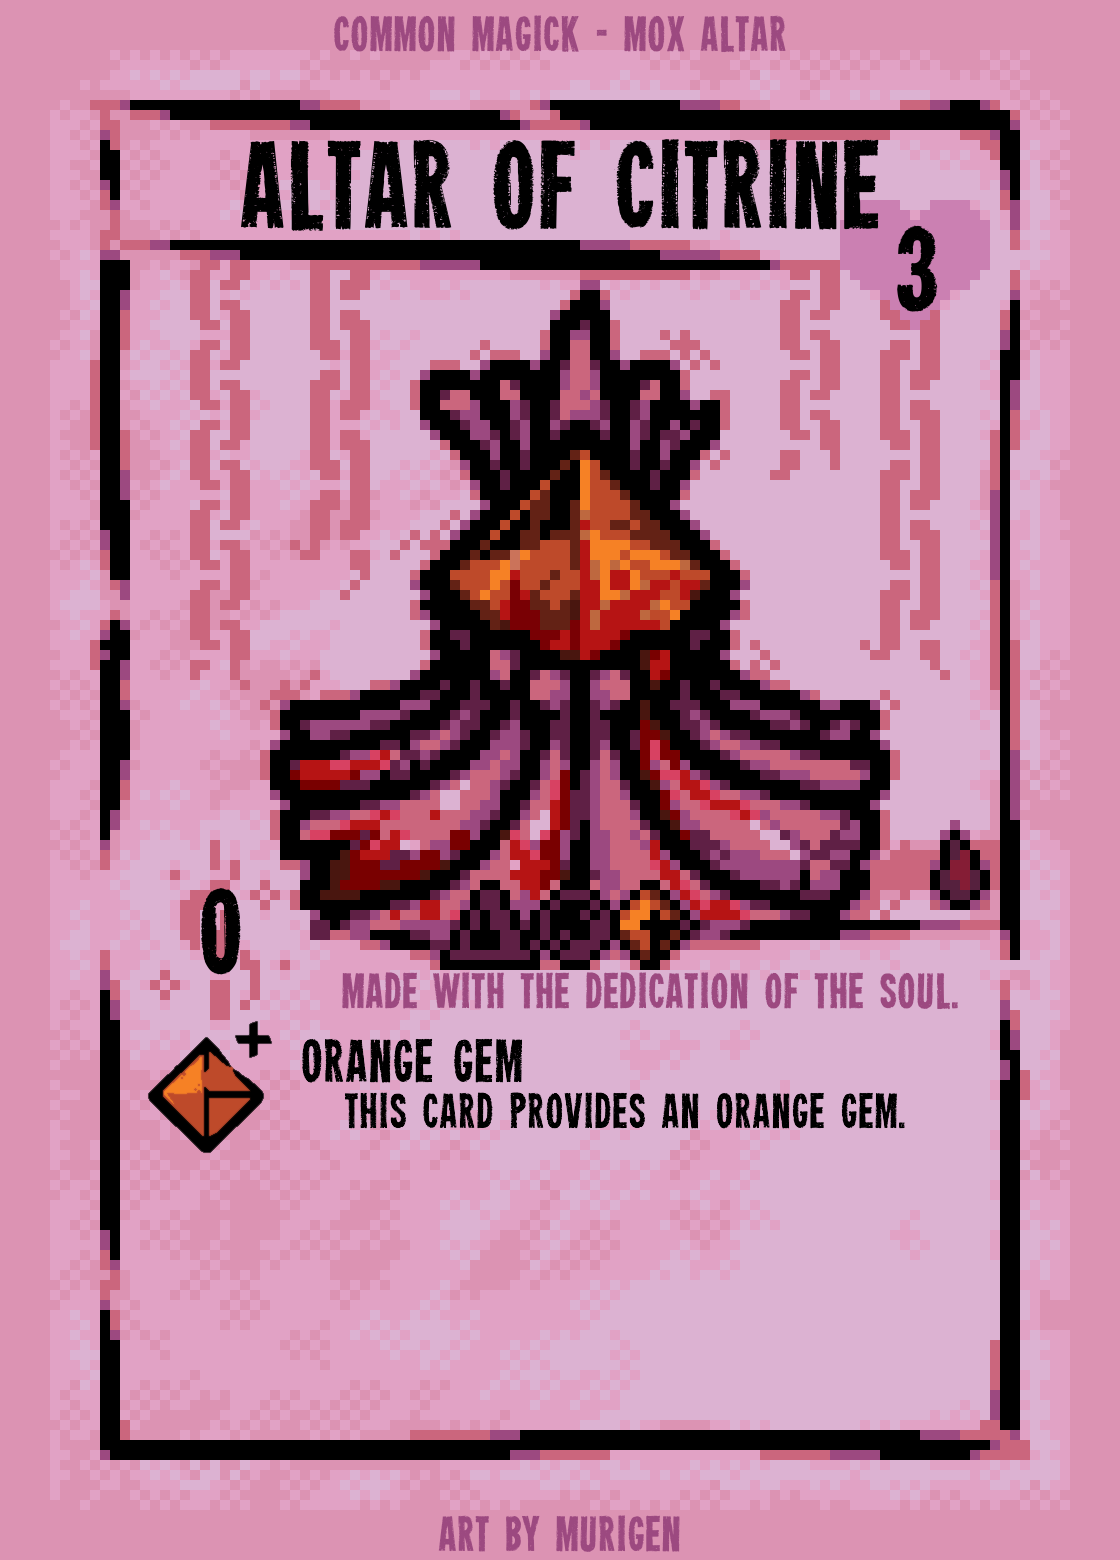 COMMON MAGICK - MOX ALTAR
ALTAR OF CITRINE
3
0
MADE WITH THE DEDICATION OF THE SOUL.
+
ORANGE GEM
THIS CARD PROVIDES AN ORANGE GEM.
ART BY MURIGEN